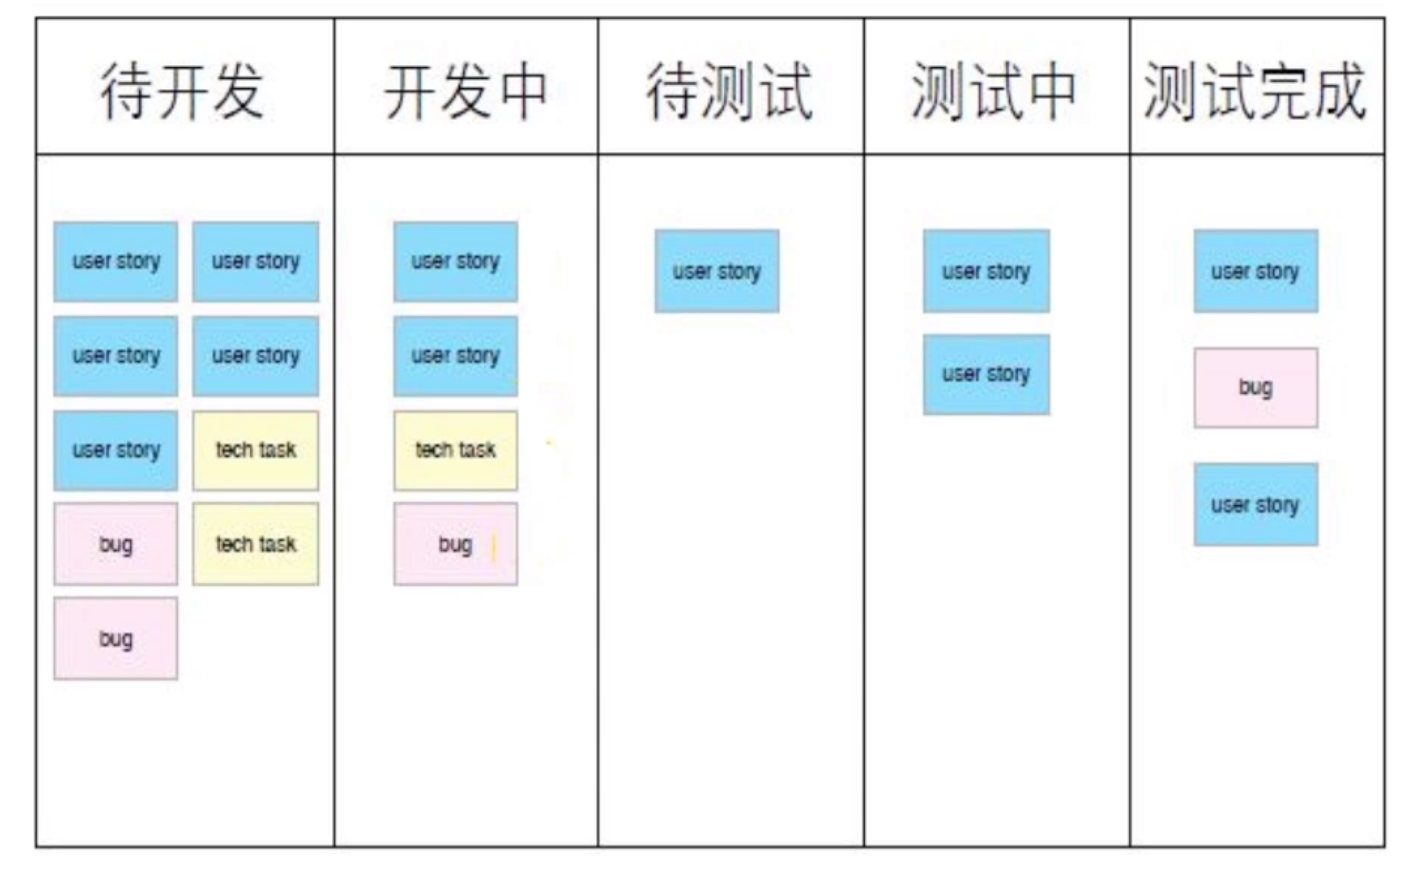 待开发 开发中 待测试 测试中 测试完成
user story user story user story user story user story user story
user story user story user story user story bug
user story tech task tech task user story
bug tech task bug
bug